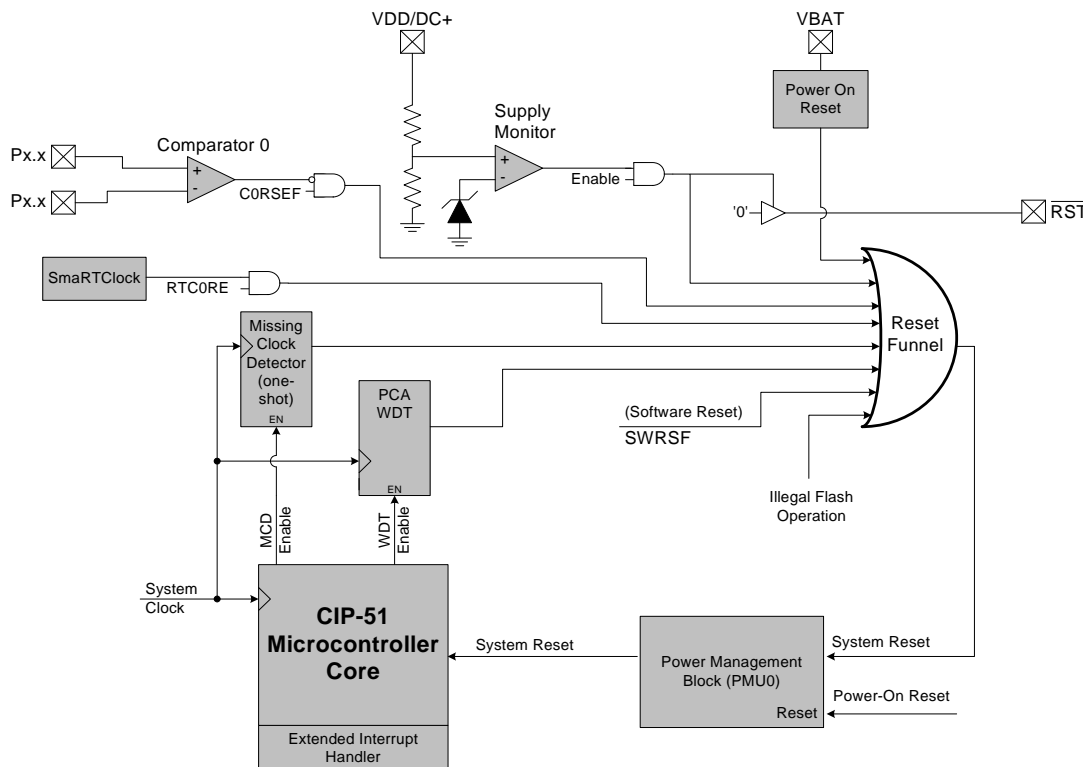 VDD/DC+
VBAT
Power On
Reset
Supply
Monitor
Comparator 0
Px.x
+
-
Px.x
C0RSEF
+
-
Enable
'0'
RST
SmaRTClock
RTC0RE
Missing
Clock
Detector
(one-
shot)
EN
PCA
WDT
EN
Reset
Funnel
(Software Reset)
SWRSF
Illegal Flash
Operation
MCD
Enable
WDT
Enable
System
Clock
CIP-51
Microcontroller
Core
Extended Interrupt
Handler
System Reset
Power Management
Block (PMU0)
Reset
System Reset
Power-On Reset